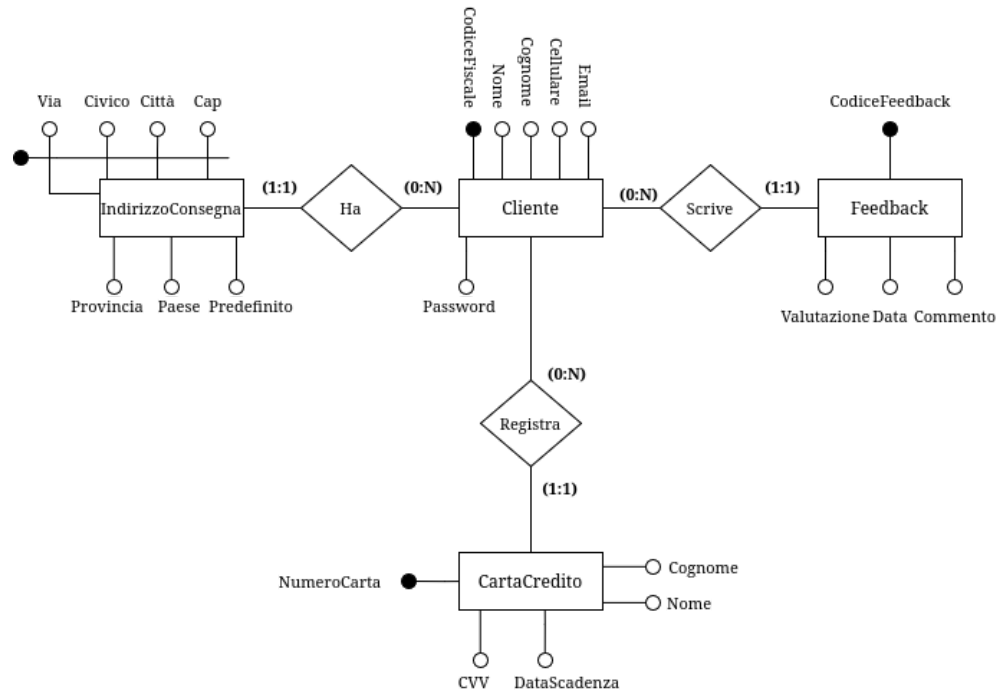 CodiceFiscale
Nome
Cognome
Cellulare
Email
Via
Civico
Città
Cap
CodiceFeedback
IndirizzoConsegna
(1:1)
Ha
(0:N)
Cliente
(0:N)
Scrive
(1:1)
Feedback
Provincia
Paese
Predefinito
Password
Valutazione
Data
Commento
(0:N)
Registra
(1:1)
NumeroCarta
CartaCredito
Cognome
Nome
CVV
DataScadenza